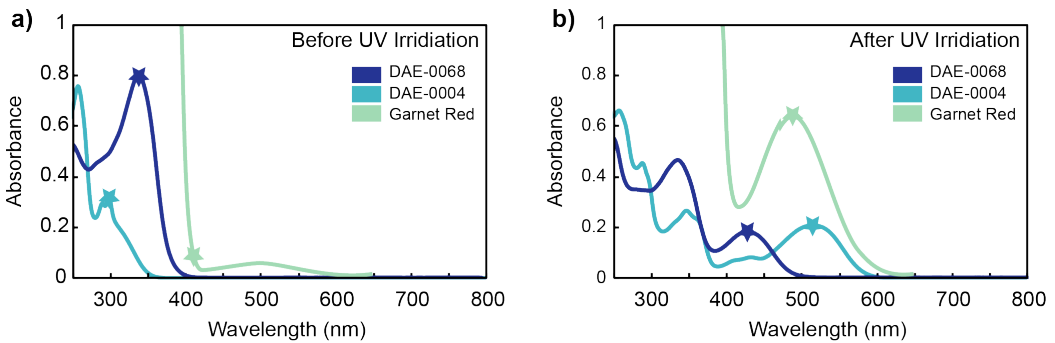 a)
Before UV Irridiation
DAE-0068
DAE-0004
Garnet Red
Absorbance
1
0.8
0.6
0.4
0.2
0
300 400 500 600 700 800
Wavelength (nm)
b)
After UV Irridiation
DAE-0068
DAE-0004
Garnet Red
Absorbance
1
0.8
0.6
0.4
0.2
0
300 400 500 600 700 800
Wavelength (nm)